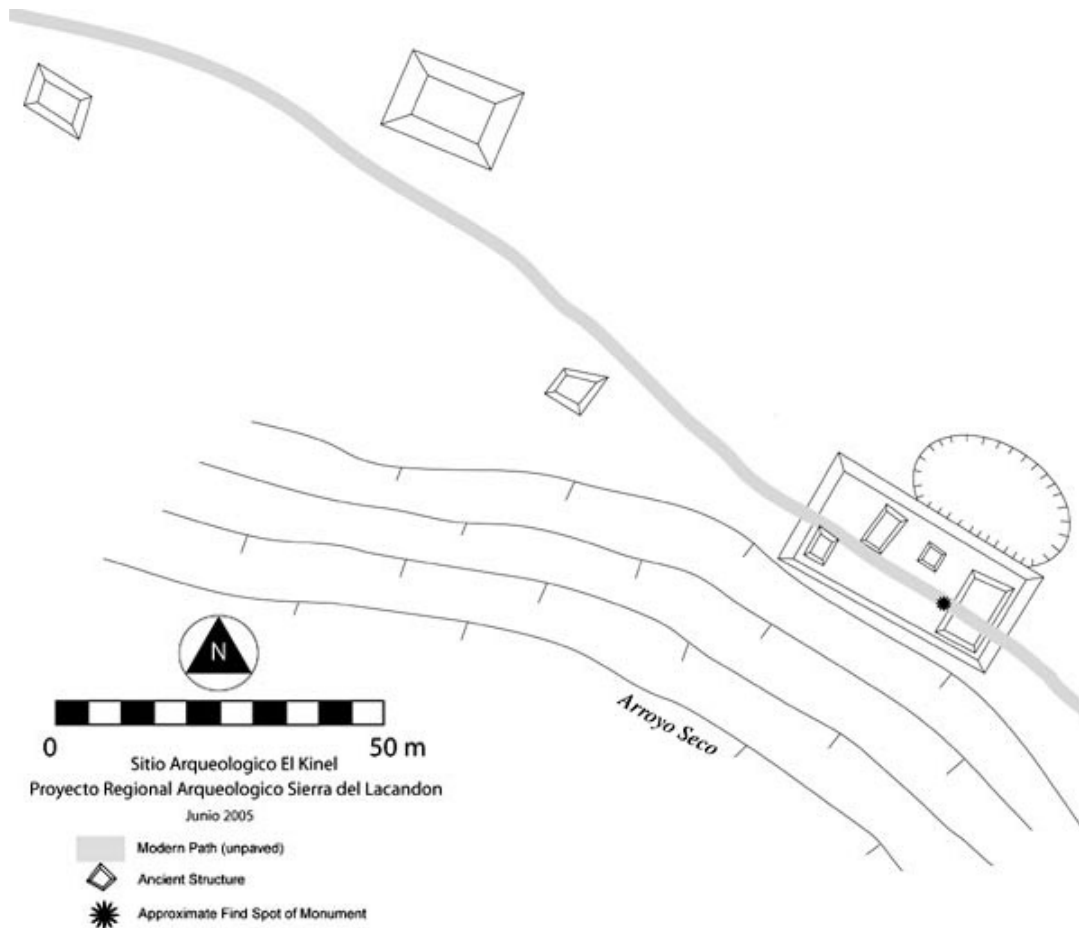 Arroyo Seco
N
0 50 m
Sitio Arqueologico El Kinel
Proyecto Regional Arqueologico Sierra del Lacandon
Junio 2005
Modern Path (unpaved)
Ancient Structure
Approximate Find Spot of Monument